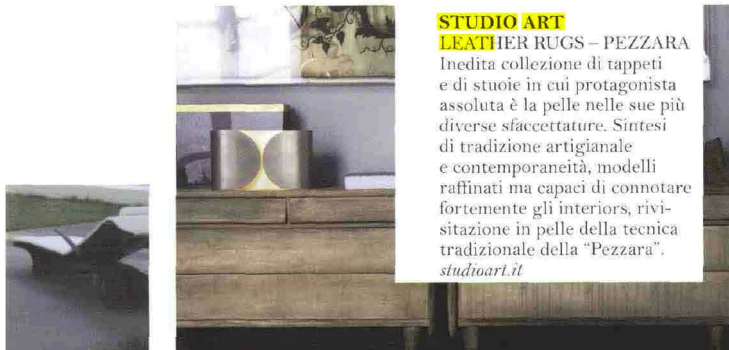 STUDIO ART
LEATHER RUGS – PEZZARA
Inedita collezione di tappeti
e di stuoie in cui protagonista
assoluta è la pelle nelle sue più
diverse sfaccettature. Sintesi
di tradizione artigianale
e contemporaneità, modelli
raffinati ma capaci di connotare
fortemente gli interiors, rivi-
sitazione in pelle della tecnica
tradizionale della “Pezzara”.
studioart.it